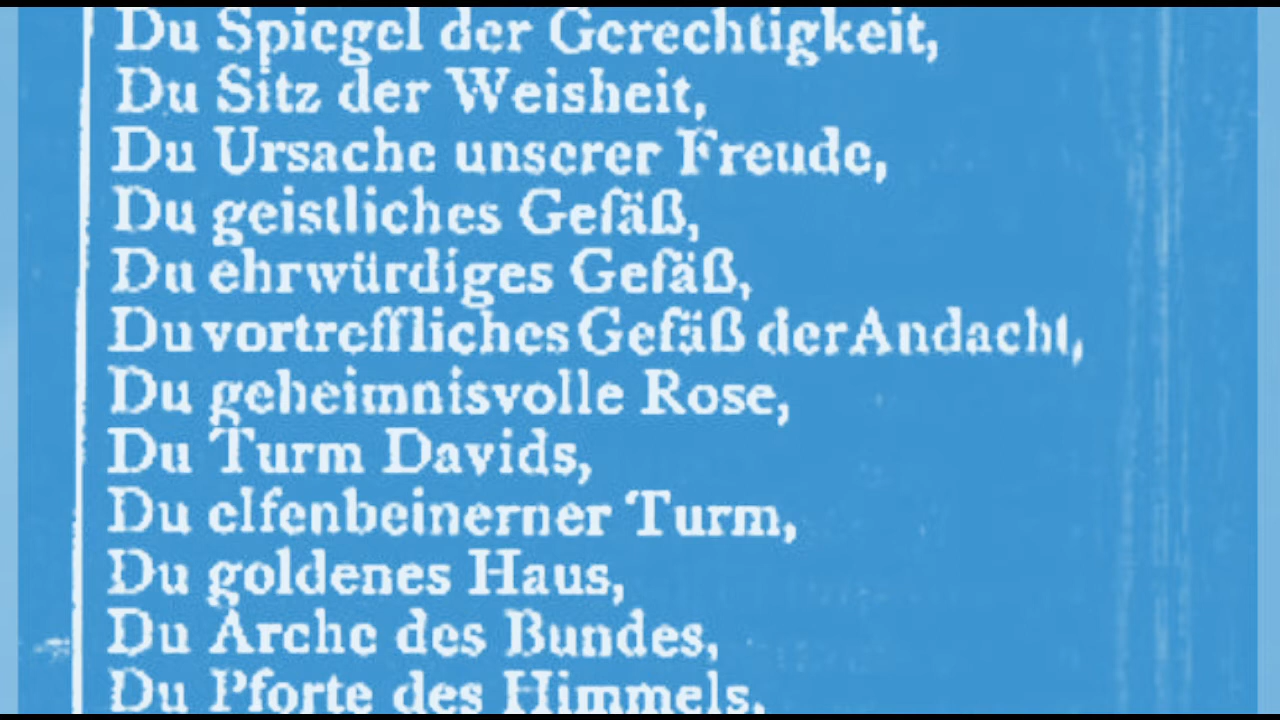 Du Spiegel der Gerechtigkeit,
Du Sitz der Weisheit,
Du Ursache unserer Freude,
Du geistliches Gefäß,
Du ehrwürdiges Gefäß,
Du vortreffliches Gefäß der Andacht,
Du geheimnisvolle Rose,
Du Turm Davids,
Du elfenbeinerner Turm,
Du goldenes Haus,
Du Arche des Bundes,
Du Pforte des Himmels,